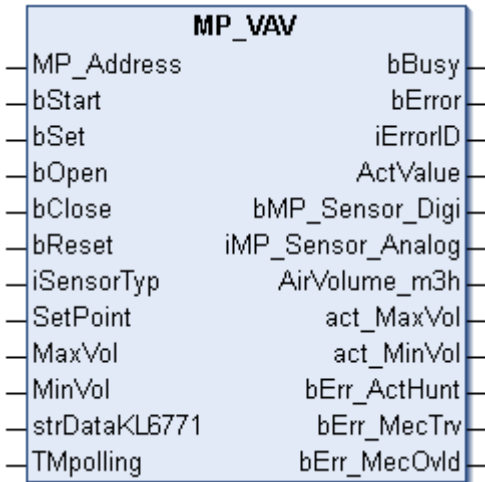 MP_VAV
MP_Address bBusy
bStart bError
bSet iErrorID
bOpen ActValue
bClose bMP_Sensor_Digi
bReset iMP_Sensor_Analog
iSensorTyp AirVolume_m3h
SetPoint act_MaxVol
MaxVol act_MinVol
MinVol bErr_ActHunt
strDataKL6771 bErr_MecTrv
TMpolling bErr_MecOvld